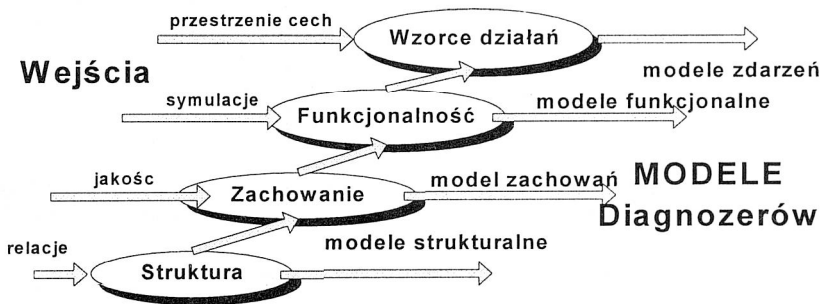 przestrzenie cech
Wzorce działań
Wejścia
modele zdarzeń
symulacje
Funkcjonalność
modele funkcjonalne
jakośc
Zachowanie
model zachowań
MODELE
Diagnozerów
relacje
modele strukturalne
Struktura